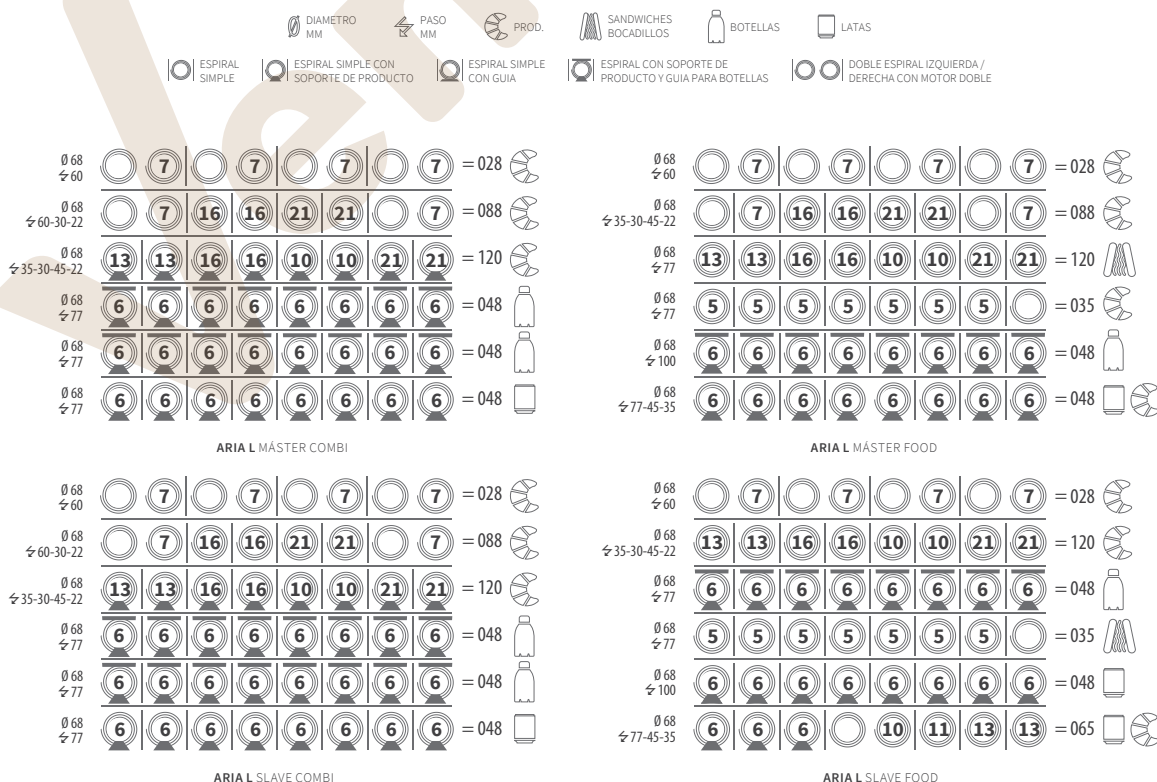 DIAMETRO
MM
PASO
MM
PROD.
SANDWICHES
BOCADILLOS
BOTELLAS
LATAS
ESPIRAL
SIMPLE
ESPIRAL SIMPLE CON
SOPORTE DE PRODUCTO
ESPIRAL SIMPLE
CON GUIA
ESPIRAL CON SOPORTE DE
PRODUCTO Y GUIA PARA BOTELLAS
DOBLE ESPIRAL IZQUIERDA /
DERECHA CON MOTOR DOBLE
Ø 68
60
7 7 7 7 = 028
Ø 68
60-30-22
7 16 16 21 21 7 = 088
Ø 68
35-30-45-22
13 13 16 16 10 10 21 21 = 120
Ø 68
77
6 6 6 6 6 6 6 6 = 048
Ø 68
77
6 6 6 6 6 6 6 6 = 048
Ø 68
77
6 6 6 6 6 6 6 6 = 048
ARIA L MÁSTER COMBI
Ø 68
60
7 7 7 7 = 028
Ø 68
35-30-45-22
7 16 16 21 21 7 = 088
Ø 68
77
13 13 16 16 10 10 21 21 = 120
Ø 68
77
5 5 5 5 5 5 5 = 035
Ø 68
100
6 6 6 6 6 6 6 6 = 048
Ø 68
77-45-35
6 6 6 6 6 6 6 6 = 048
ARIA L MÁSTER FOOD
Ø 68
60
7 7 7 7 = 028
Ø 68
60-30-22
7 16 16 21 21 7 = 088
Ø 68
35-30-45-22
13 13 16 16 10 10 21 21 = 120
Ø 68
77
6 6 6 6 6 6 6 6 = 048
Ø 68
77
6 6 6 6 6 6 6 6 = 048
Ø 68
77
6 6 6 6 6 6 6 6 = 048
ARIA L SLAVE COMBI
Ø 68
60
7 7 7 7 = 028
Ø 68
35-30-45-22
13 13 16 16 10 10 21 21 = 120
Ø 68
77
6 6 6 6 6 6 6 6 = 048
Ø 68
77
5 5 5 5 5 5 5 = 035
Ø 68
100
6 6 6 6 6 6 6 6 = 048
Ø 68
77-45-35
6 6 6 10 11 13 13 = 065
ARIA L SLAVE FOOD